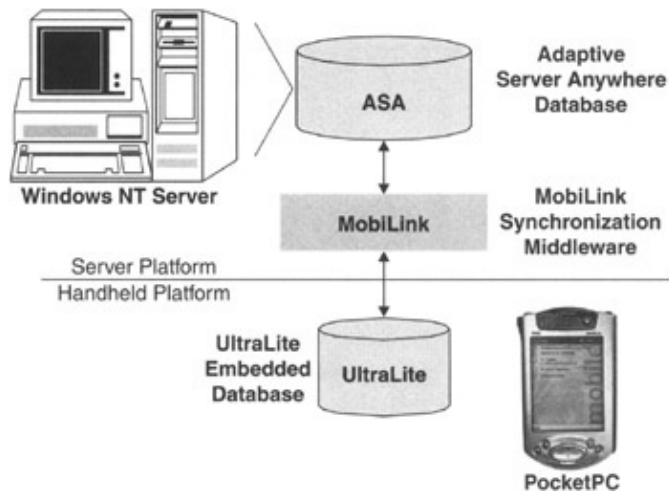 ASA
Adaptive
Server Anywhere
Database
Windows NT Server
MobiLink
MobiLink
Synchronization
Middleware
Server Platform
Handheld Platform
UltraLite
Embedded
Database
UltraLite
PocketPC